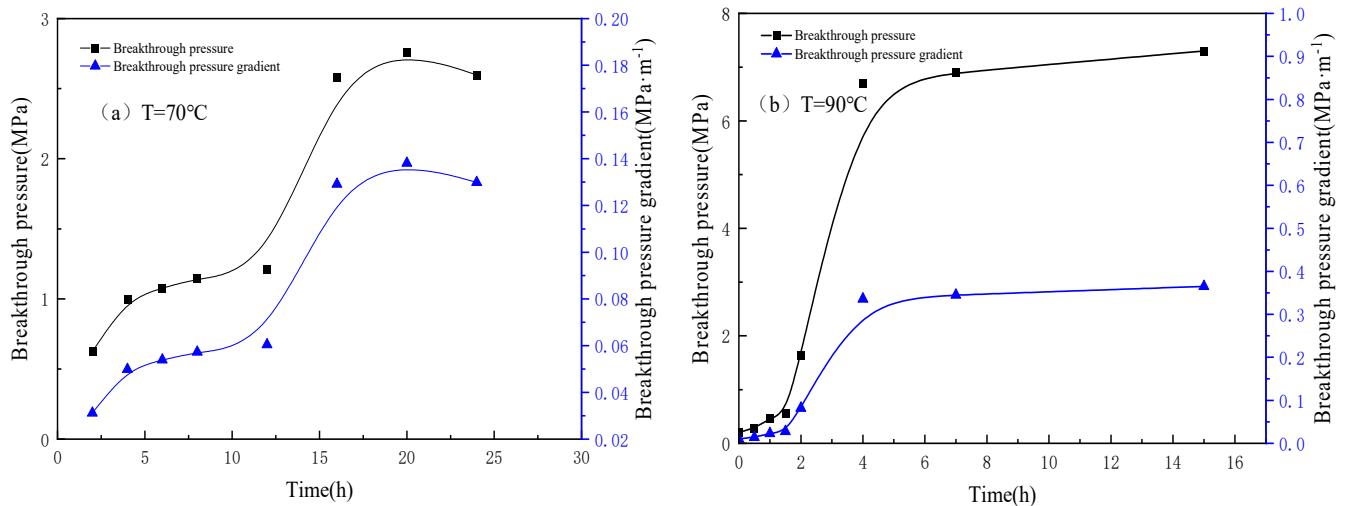 Breakthrough pressure
Breakthrough pressure gradient
(a) T=70℃
Breakthrough pressure(MPa)
3
2
1
0
0 5 10 15 20 25 30
Time(h)
0.20
0.18
0.16
0.14
0.12
0.10
0.08
0.06
0.04
0.02
Breakthrough pressure gradient(MPa·m⁻¹)
Breakthrough pressure
Breakthrough pressure gradient
(b) T=90℃
Breakthrough pressure(MPa)
8
6
4
2
0
0 2 4 6 8 10 12 14 16
Time(h)
1.0
0.9
0.8
0.7
0.6
0.5
0.4
0.3
0.2
0.1
0.0
Breakthrough pressure gradient(MPa·m⁻¹)